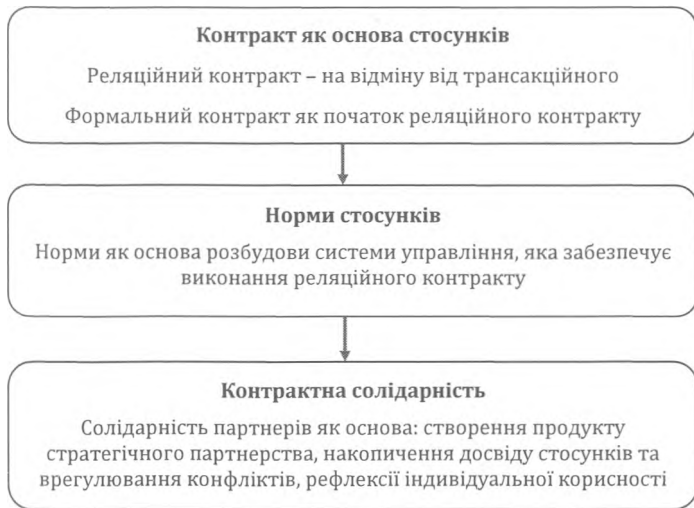 Контракт як основа стосунків
Реляційний контракт – на відміну від трансакційного
Формальний контракт як початок реляційного контракту
Норми стосунків
Норми як основа розбудови системи управління, яка забезпечує
виконання реляційного контракту
Контрактна солідарність
Солідарність партнерів як основа: створення продукту
стратегічного партнерства, накопичення досвіду стосунків та
врегулювання конфліктів, рефлексії індивідуальної корисності